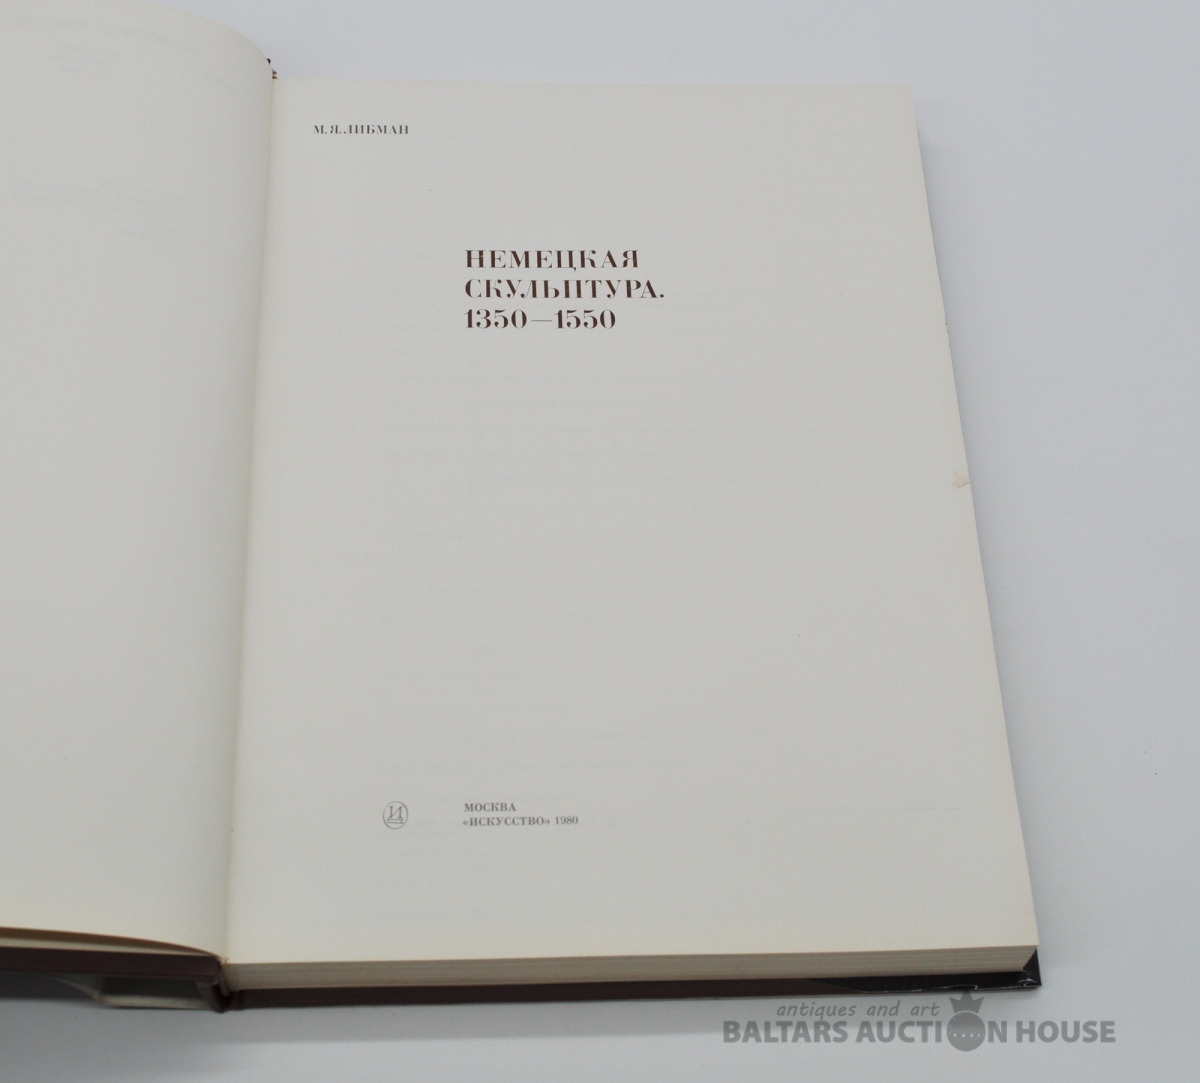 М.Я.ЛИБМАН
НЕМЕЦКАЯ
СКУЛЬПТУРА.
1350—1550
И
МОСКВА
«ИСКУССТВО» 1980
antiques and art
BALTARS AUCTION HOUSE